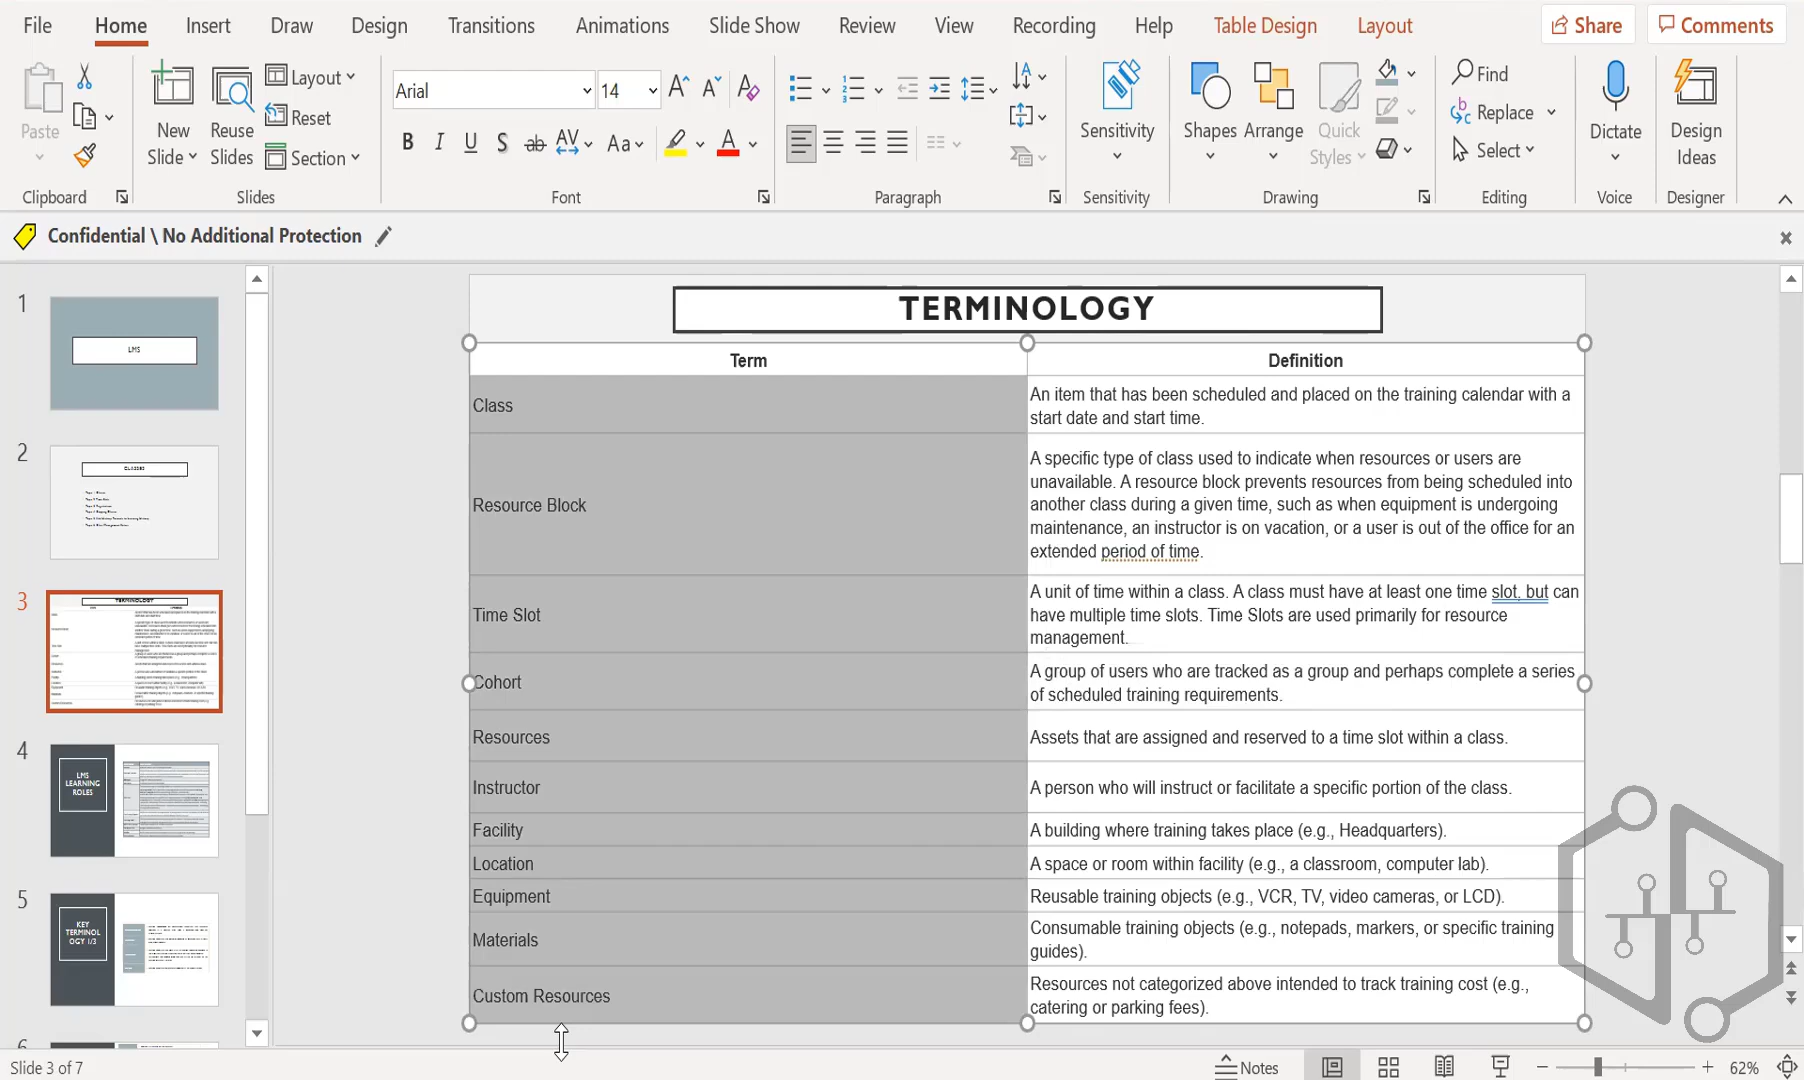 File Home Insert Draw Design Transitions Animations Slide Show Review View Recording Help Table Design Layout Share Comments
Paste
Clipboard
New Slide
Reuse Slides
Layout
Reset
Section
Slides
Arial 14
B I U S ab AV Aa A
Font
Paragraph
Sensitivity
Sensitivity
Shapes
Arrange
Quick Styles
Drawing
Find
Replace
Select
Editing
Dictate
Voice
Design Ideas
Designer
Confidential \ No Additional Protection
1
LMS
2
CLASSES
3
TERMINOLOGY
4
LMS
LEARNING
ROLES
5
KEY
TERMINOL
OGY 1/3
6
TERMINOLOGY
Term Definition
Class
An item that has been scheduled and placed on the training calendar with a
start date and start time.
Resource Block
A specific type of class used to indicate when resources or users are
unavailable. A resource block prevents resources from being scheduled into
another class during a given time, such as when equipment is undergoing
maintenance, an instructor is on vacation, or a user is out of the office for an
extended period of time.
Time Slot
A unit of time within a class. A class must have at least one time slot, but can
have multiple time slots. Time Slots are used primarily for resource
management.
Cohort
A group of users who are tracked as a group and perhaps complete a series
of scheduled training requirements.
Resources
Assets that are assigned and reserved to a time slot within a class.
Instructor
A person who will instruct or facilitate a specific portion of the class.
Facility
A building where training takes place (e.g., Headquarters).
Location
A space or room within facility (e.g., a classroom, computer lab).
Equipment
Reusable training objects (e.g., VCR, TV, video cameras, or LCD).
Materials
Consumable training objects (e.g., notepads, markers, or specific training
guides).
Custom Resources
Resources not categorized above intended to track training cost (e.g.,
catering or parking fees).
Slide 3 of 7
Notes
62%